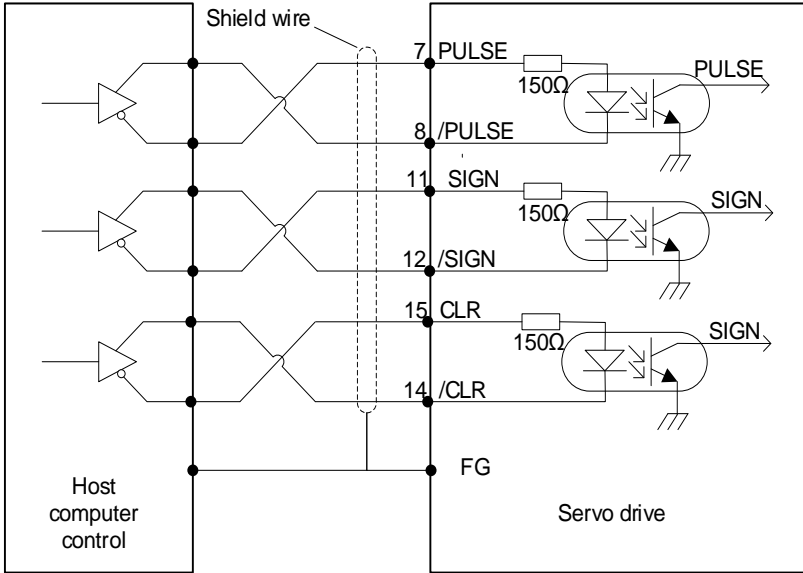 Shield wire
7 PULSE
150Ω
PULSE
8 /PULSE
11 SIGN
150Ω
SIGN
12 /SIGN
15 CLR
150Ω
SIGN
14 /CLR
FG
Host
computer
control
Servo drive